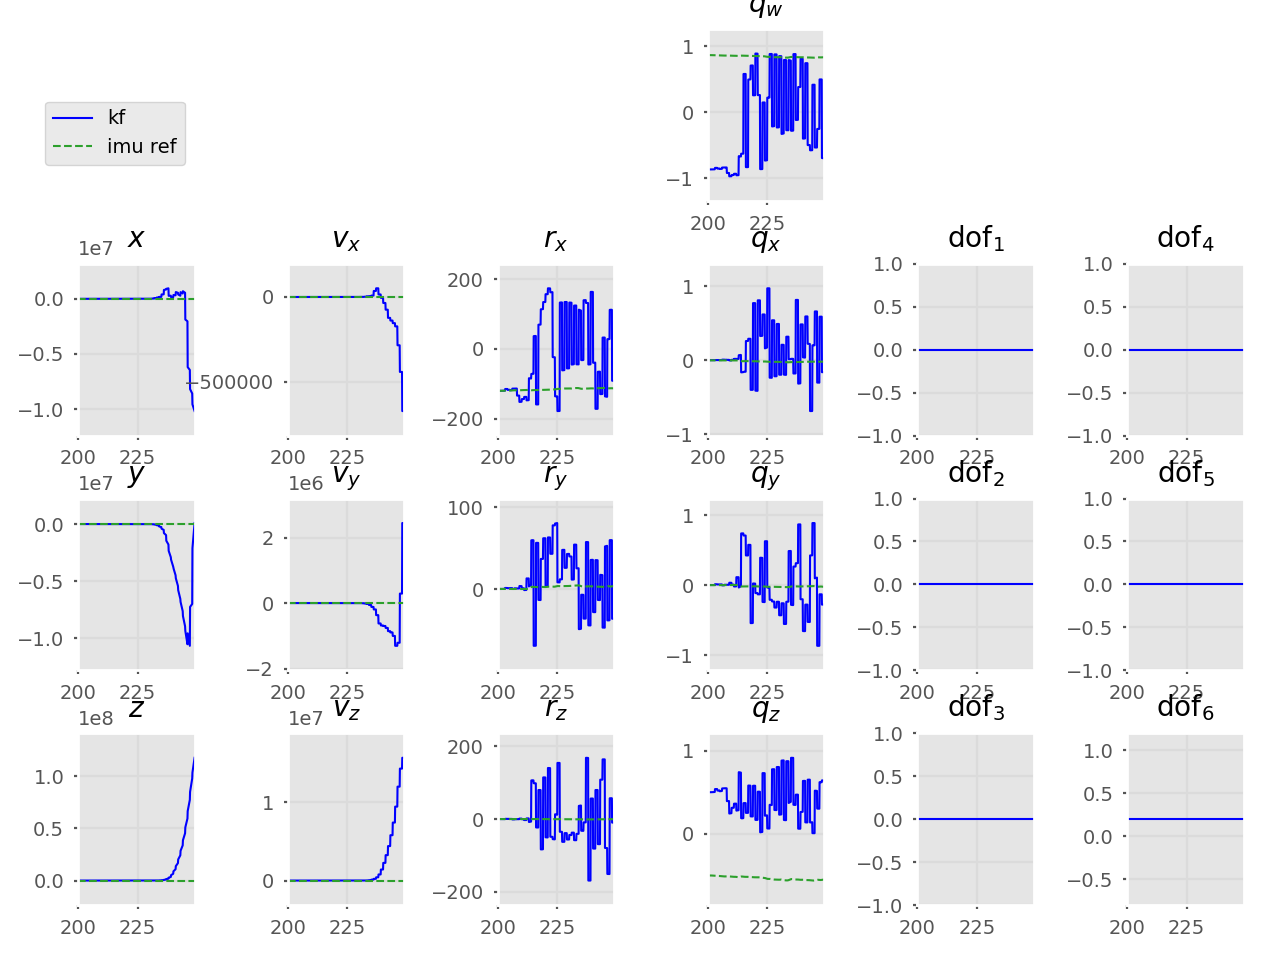 q_w
1
0
−1
200 225
kf
imu ref
x v_x r_x q_x dof_1 dof_4
1e7
0.0 −0.5 −1.0
0 −500000
200 0 −200
1 0 −1
1.0 0.5 0.0 −0.5 −1.0
1.0 0.5 0.0 −0.5 −1.0
200 225 200 225 200 225 200 225 200 225 200 225
y v_y r_y q_y dof_2 dof_5
1e7 1e6
0.0 −0.5 −1.0
2 0 −2
100 0
1 0 −1
1.0 0.5 0.0 −0.5 −1.0
1.0 0.5 0.0 −0.5 −1.0
200 225 200 225 200 225 200 225 200 225 200 225
z v_z r_z q_z dof_3 dof_6
1e8 1e7
1.0 0.5 0.0
1 0
200 0 −200
1 0
1.0 0.5 0.0 −0.5 −1.0
1.0 0.5 0.0 −0.5
200 225 200 225 200 225 200 225 200 225 200 225